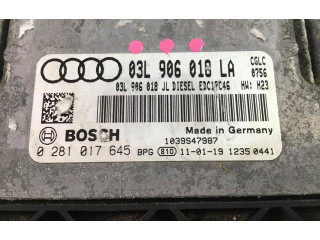 03L 906 018 LA CGLC
0756
03L 906 018 JL DIESEL EDC17C46 HW: H23
BOSCH Made in Germany
1039S47987
0 281 017 645 BPG 81D 11-01-19 1235 0441